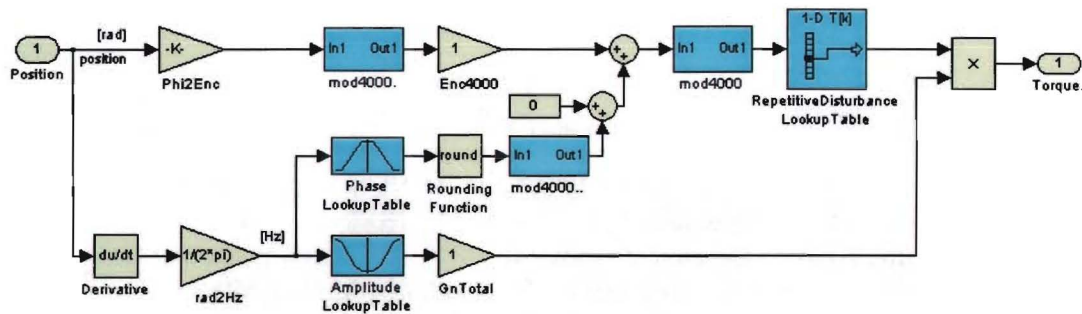 1
Position
[rad]
position
-K-
Phi2Enc
In1 Out1
mod4000.
1
Enc4000
++
In1 Out1
mod4000
1-D T[k]
RepetitiveDisturbance
LookupTable
×
1
Torque.
0
++
Phase
LookupTable
round
Rounding
Function
In1 Out1
mod4000..
du/dt
Derivative
1/(2*pi)
rad2Hz
[Hz]
Amplitude
LookupTable
1
GnTotal